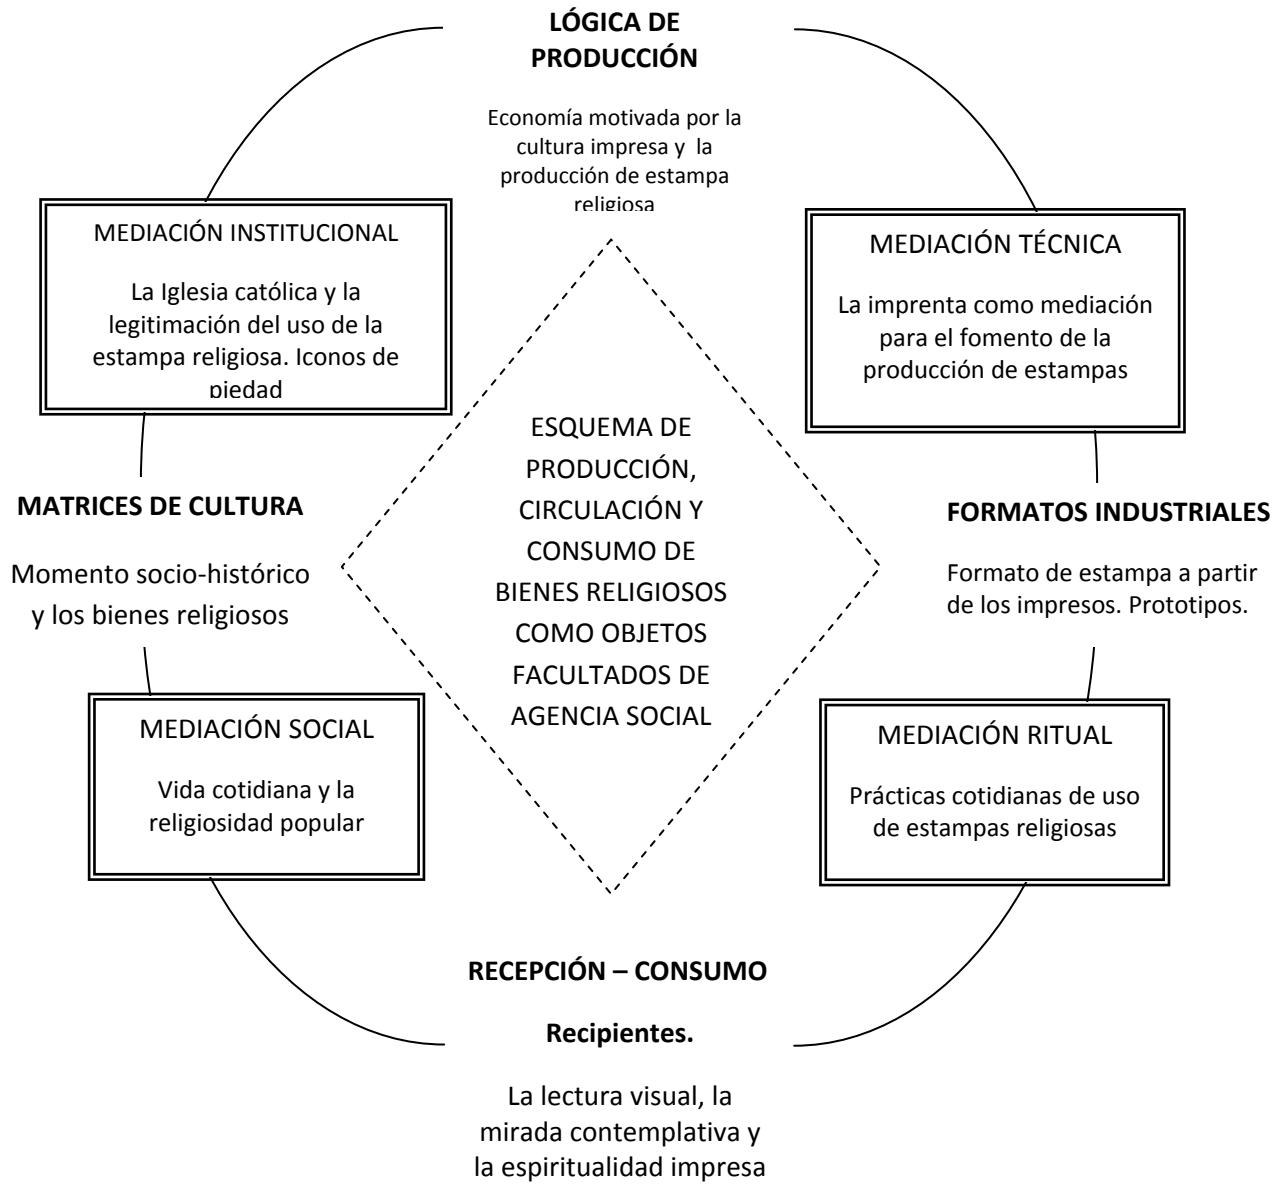 LÓGICA DE
PRODUCCIÓN
Economía motivada por la
cultura impresa y la
producción de estampa
religiosa
MEDIACIÓN INSTITUCIONAL
La Iglesia católica y la
legitimación del uso de la
estampa religiosa. Iconos de
piedad
MEDIACIÓN TÉCNICA
La imprenta como mediación
para el fomento de la
producción de estampas
MATRICES DE CULTURA
Momento socio-histórico
y los bienes religiosos
ESQUEMA DE
PRODUCCIÓN,
CIRCULACIÓN Y
CONSUMO DE
BIENES RELIGIOSOS
COMO OBJETOS
FACULTADOS DE
AGENCIA SOCIAL
FORMATOS INDUSTRIALES
Formato de estampa a partir
de los impresos. Prototipos.
MEDIACIÓN SOCIAL
Vida cotidiana y la
religiosidad popular
MEDIACIÓN RITUAL
Prácticas cotidianas de uso
de estampas religiosas
RECEPCIÓN – CONSUMO
Recipientes.
La lectura visual, la
mirada contemplativa y
la espiritualidad impresa